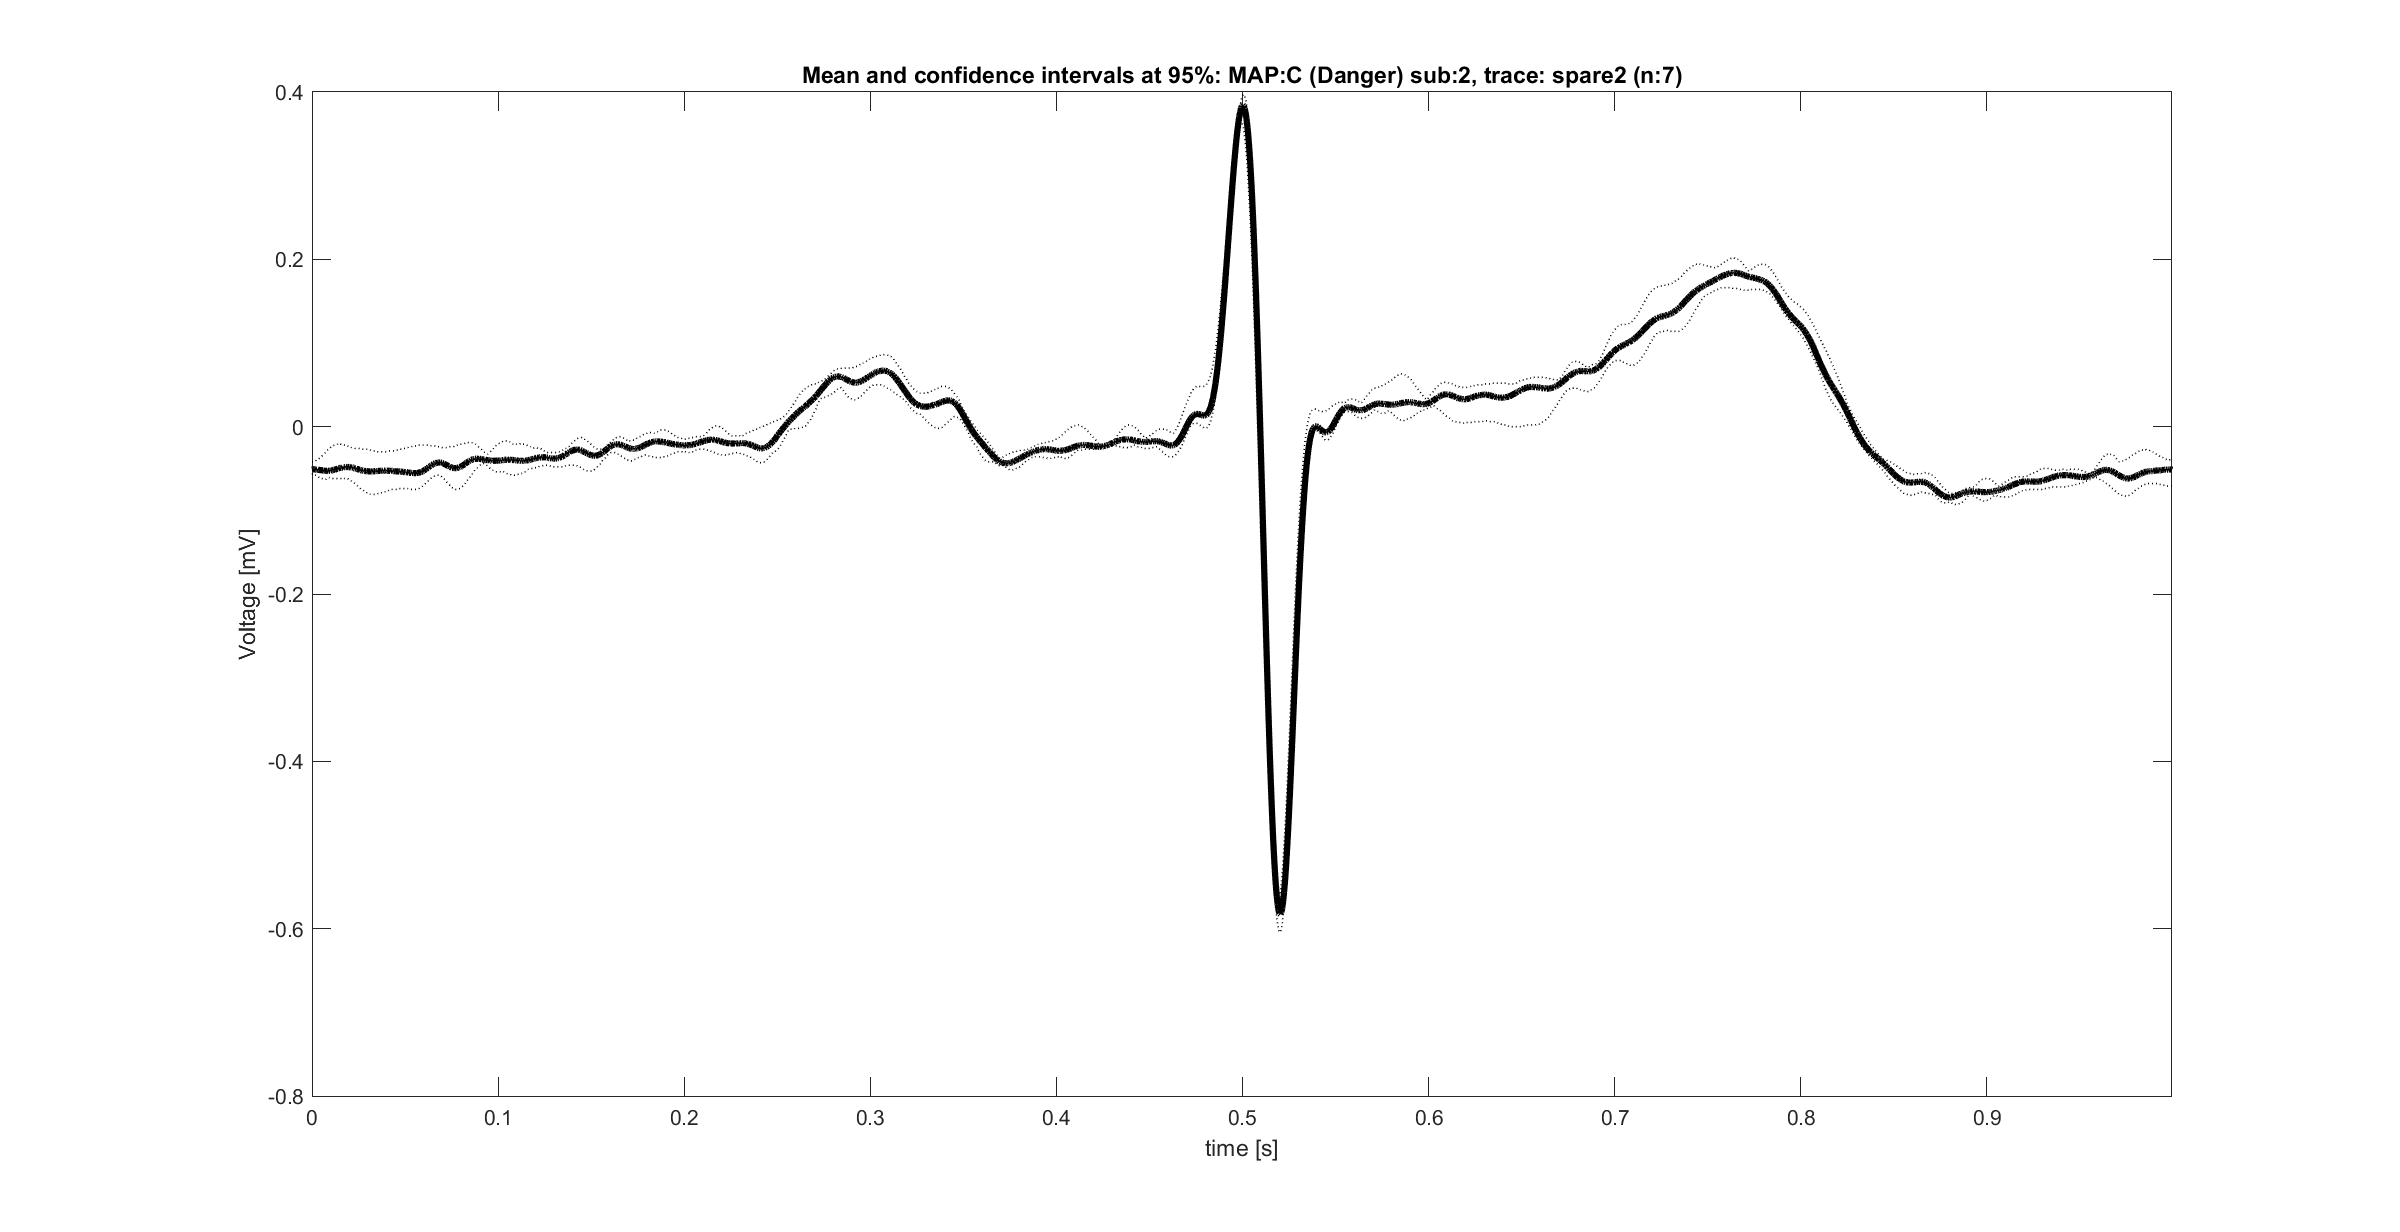 Mean and confidence intervals at 95%: MAP:C (Danger) sub:2, trace: spare2 (n:7)
0.4
0.2
0
-0.2
-0.4
-0.6
-0.8
Voltage [mV]
0 0.1 0.2 0.3 0.4 0.5 0.6 0.7 0.8 0.9
time [s]